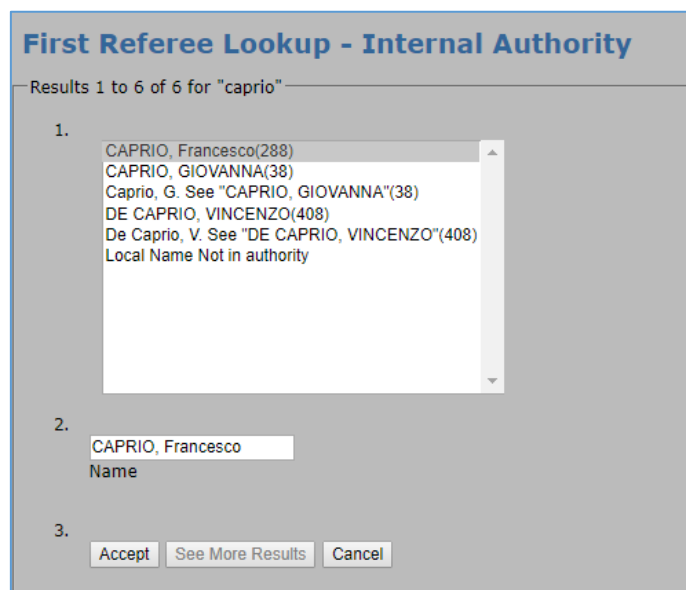 First Referee Lookup - Internal Authority
Results 1 to 6 of 6 for "caprio"
1.
CAPRIO, Francesco(288)
CAPRIO, GIOVANNA(38)
Caprio, G. See "CAPRIO, GIOVANNA"(38)
DE CAPRIO, VINCENZO(408)
De Caprio, V. See "DE CAPRIO, VINCENZO"(408)
Local Name Not in authority
2.
CAPRIO, Francesco
Name
3.
Accept See More Results Cancel